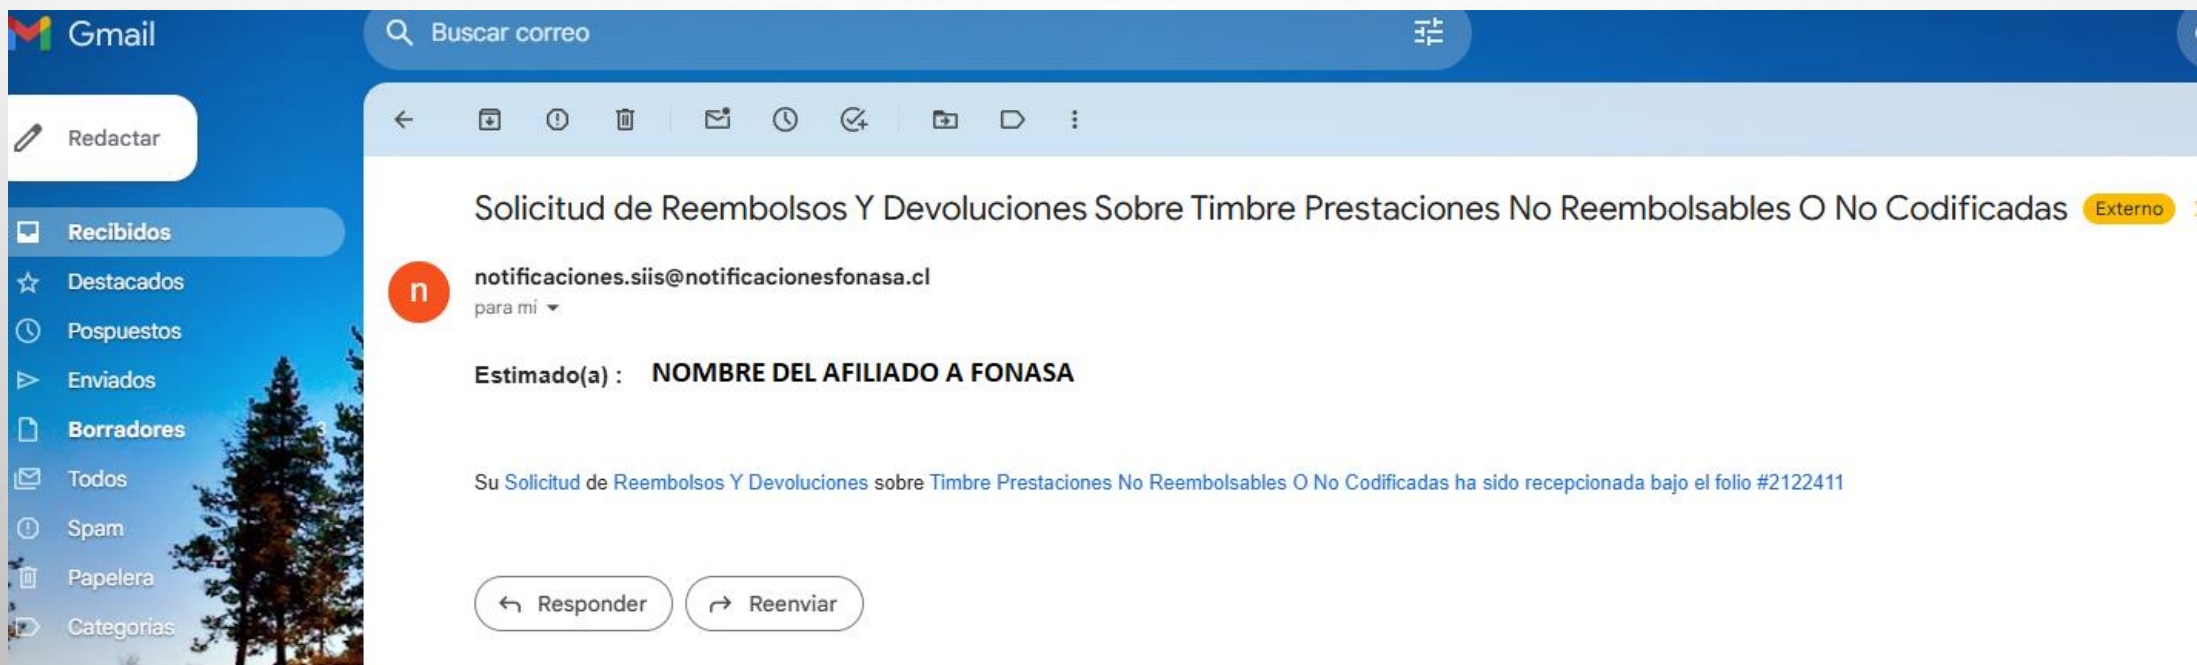 Gmail
Buscar correo
Redactar
Recibidos
Destacados
Pospuestos
Enviados
Borradores 3
Todos
Spam
Papelera
Categorías
Solicitud de Reembolsos Y Devoluciones Sobre Timbre Prestaciones No Reembolsables O No Codificadas Externo
n
notificaciones.siis@notificacionesfonasa.cl
para mí
Estimado(a) : NOMBRE DEL AFILIADO A FONASA
Su Solicitud de Reembolsos Y Devoluciones sobre Timbre Prestaciones No Reembolsables O No Codificadas ha sido recepcionada bajo el folio #2122411
Responder
Reenviar